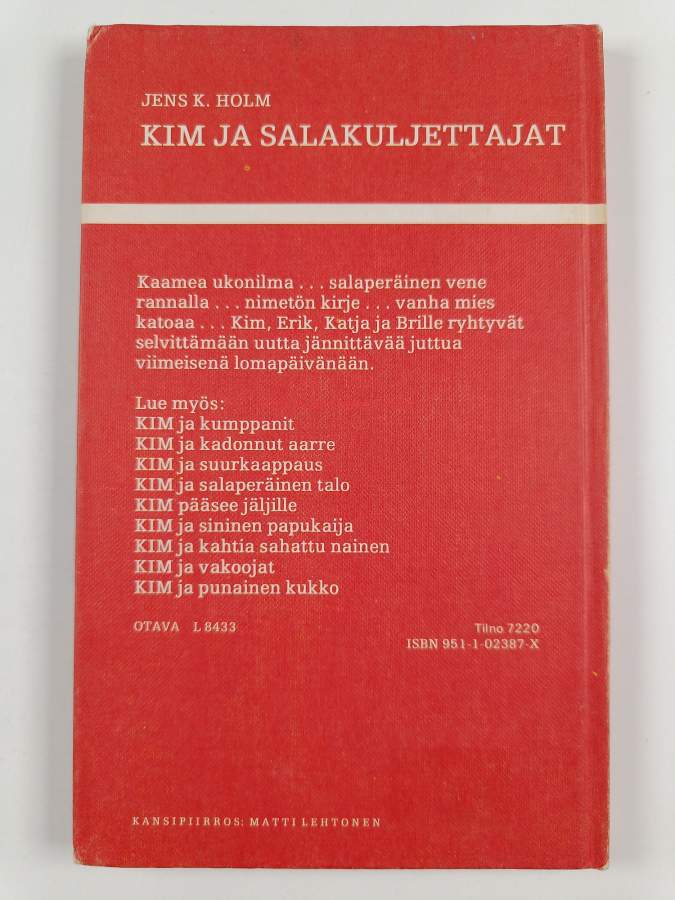 JENS K. HOLM
KIM JA SALAKULJETTAJAT
Kaamea ukonilma . . . salaperäinen vene
rannalla . . . nimetön kirje . . . vanha mies
katoaa . . . Kim, Erik, Katja ja Brille ryhtyvät
selvittämään uutta jännittävää juttua
viimeisenä lomapäivänään.
Lue myös:
KIM ja kumppanit
KIM ja kadonnut aarre
KIM ja suurkaappaus
KIM ja salaperäinen talo
KIM pääsee jäljille
KIM ja sininen papukaija
KIM ja kahtia sahattu nainen
KIM ja vakoojat
KIM ja punainen kukko
OTAVA L 8433
Tilno 7220
ISBN 951-1-02387-X
KANSIPIIRROS: MATTI LEHTONEN